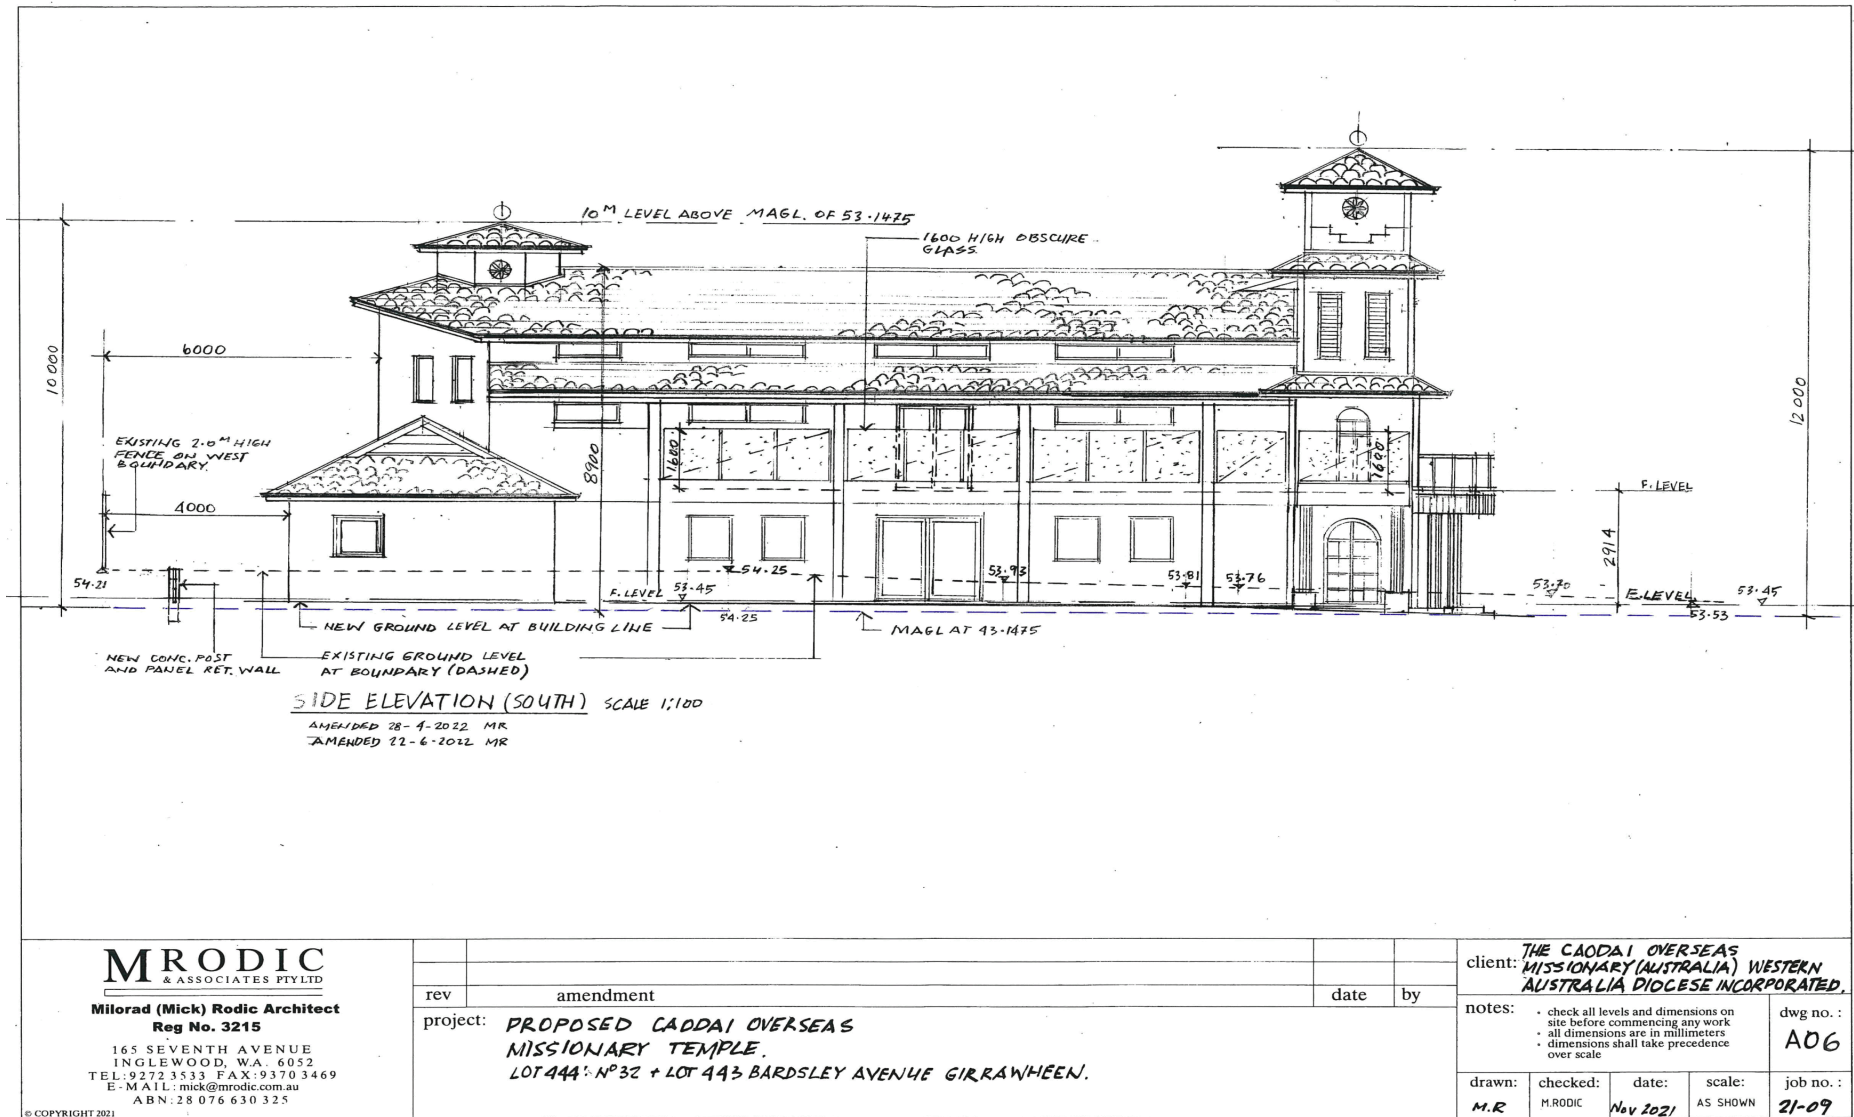 10M LEVEL ABOVE MAGL. OF 53.1475
1600 HIGH OBSCURE
GLASS.
10 000
6000
12 000
EXISTING 2.0M HIGH
FENCE ON WEST
BOUNDARY.
8900
1600
1600
F. LEVEL
4000
2914
54.21
54.25
53.93
53.81
53.76
53.70
F. LEVEL
53.45
E.LEVEL
53.45
54.25
53.53
NEW GROUND LEVEL AT BUILDING LINE
MAGL AT 43.1475
NEW CONC. POST
AND PANEL RET. WALL
EXISTING GROUND LEVEL
AT BOUNDARY (DASHED)
SIDE ELEVATION (SOUTH) SCALE 1:100
AMENDED 28-4-2022 MR
AMENDED 22-6-2022 MR
MRODIC
& ASSOCIATES PTY LTD
Milorad (Mick) Rodic Architect
Reg No. 3215
165 SEVENTH AVENUE
INGLEWOOD, W.A. 6052
TEL: 9272 3533 FAX: 9370 3469
E-MAIL: mick@mrodic.com.au
ABN: 28 076 630 325
© COPYRIGHT 2021
rev amendment date by
project: PROPOSED CAODAI OVERSEAS
MISSIONARY TEMPLE.
LOT 444: Nº 32 + LOT 443 BARDSLEY AVENUE GIRRAWHEEN.
client: THE CAODAI OVERSEAS
MISSIONARY (AUSTRALIA) WESTERN
AUSTRALIA DIOCESE INCORPORATED.
notes:
• check all levels and dimensions on
site before commencing any work
• all dimensions are in millimeters
• dimensions shall take precedence
over scale
dwg no. :
A06
drawn: checked: date: scale: job no. :
M.R M.RODIC Nov 2021 AS SHOWN 21-09